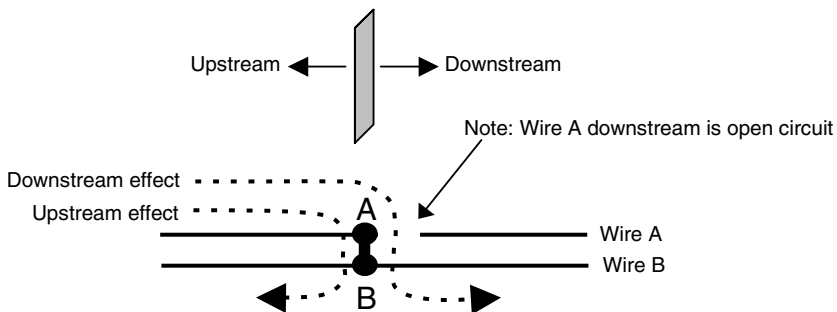 Upstream
Downstream
Note: Wire A downstream is open circuit
Downstream effect
Upstream effect
A
Wire A
Wire B
B